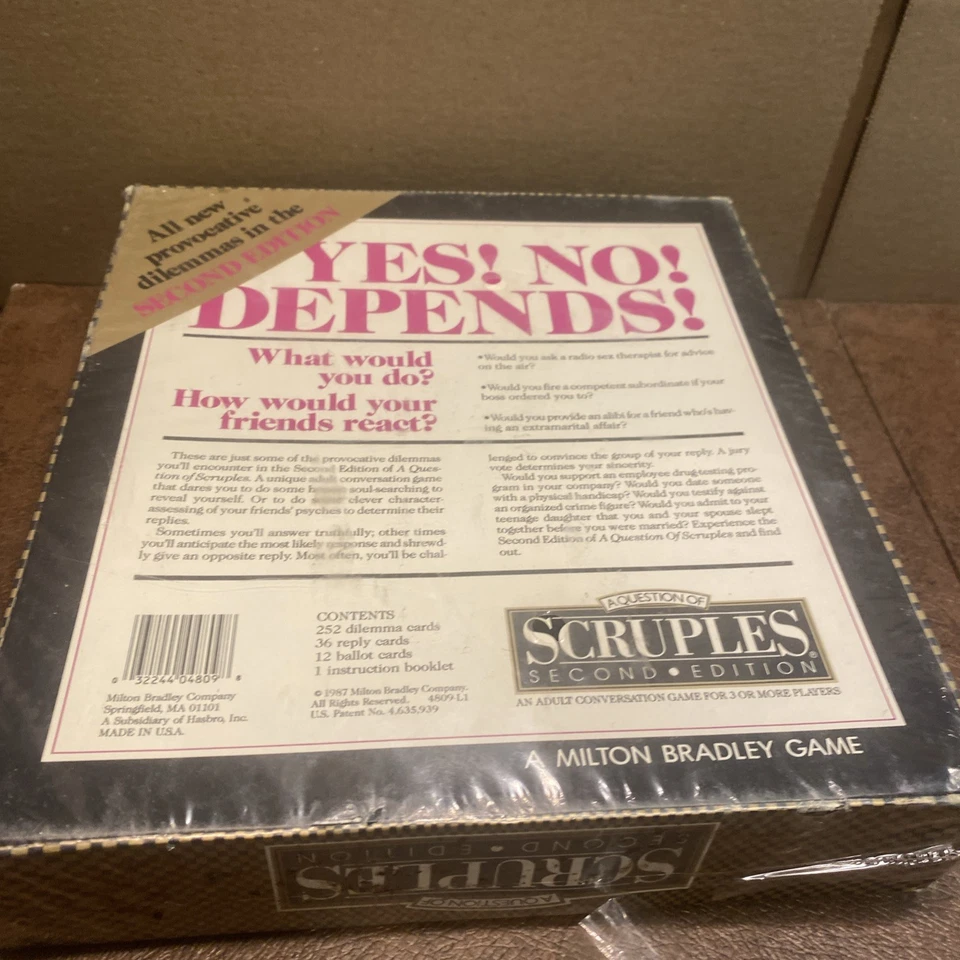 All new
provocative
dilemmas in the
SECOND EDITION
YES! NO!
DEPENDS!
What would
you do?
How would your
friends react?
•Would you ask a radio sex therapist for advice
on the air?
•Would you fire a competent subordinate if your
boss ordered you to?
•Would you provide an alibi for a friend who's hav-
ing an extramarital affair?
These are just some of the provocative dilemmas
you'll encounter in the Second Edition of A Ques-
tion of Scruples. A unique adult conversation game
that dares you to do some soul-searching to
reveal yourself. Or to do clever character-
assessing of your friends' psyches to determine their
replies.
Sometimes you'll answer truthfully; other times
you'll anticipate the most likely response and shrewd-
ly give an opposite reply. Most often, you'll be chal-
lenged to convince the group of your reply. A jury
vote determines your sincerity.
Would you support an employee drug-testing pro-
gram in your company? Would you date someone
with a physical handicap? Would you testify against
an organized crime figure? Would you admit to your
teenage daughter that you and your spouse slept
together before you were married? Experience the
Second Edition of A Question Of Scruples and find
out.
0 32244 04809 8
Milton Bradley Company
Springfield, MA 01101
A Subsidiary of Hasbro, Inc.
MADE IN U.S.A.
CONTENTS
252 dilemma cards
36 reply cards
12 ballot cards
1 instruction booklet
© 1987 Milton Bradley Company.
All Rights Reserved. 4809-L1
U.S. Patent No. 4,635,939
A QUESTION OF
SCRUPLES®
SECOND • EDITION
AN ADULT CONVERSATION GAME FOR 3 OR MORE PLAYERS
A MILTON BRADLEY GAME
A QUESTION OF
SCRUPLES
SECOND • EDITION